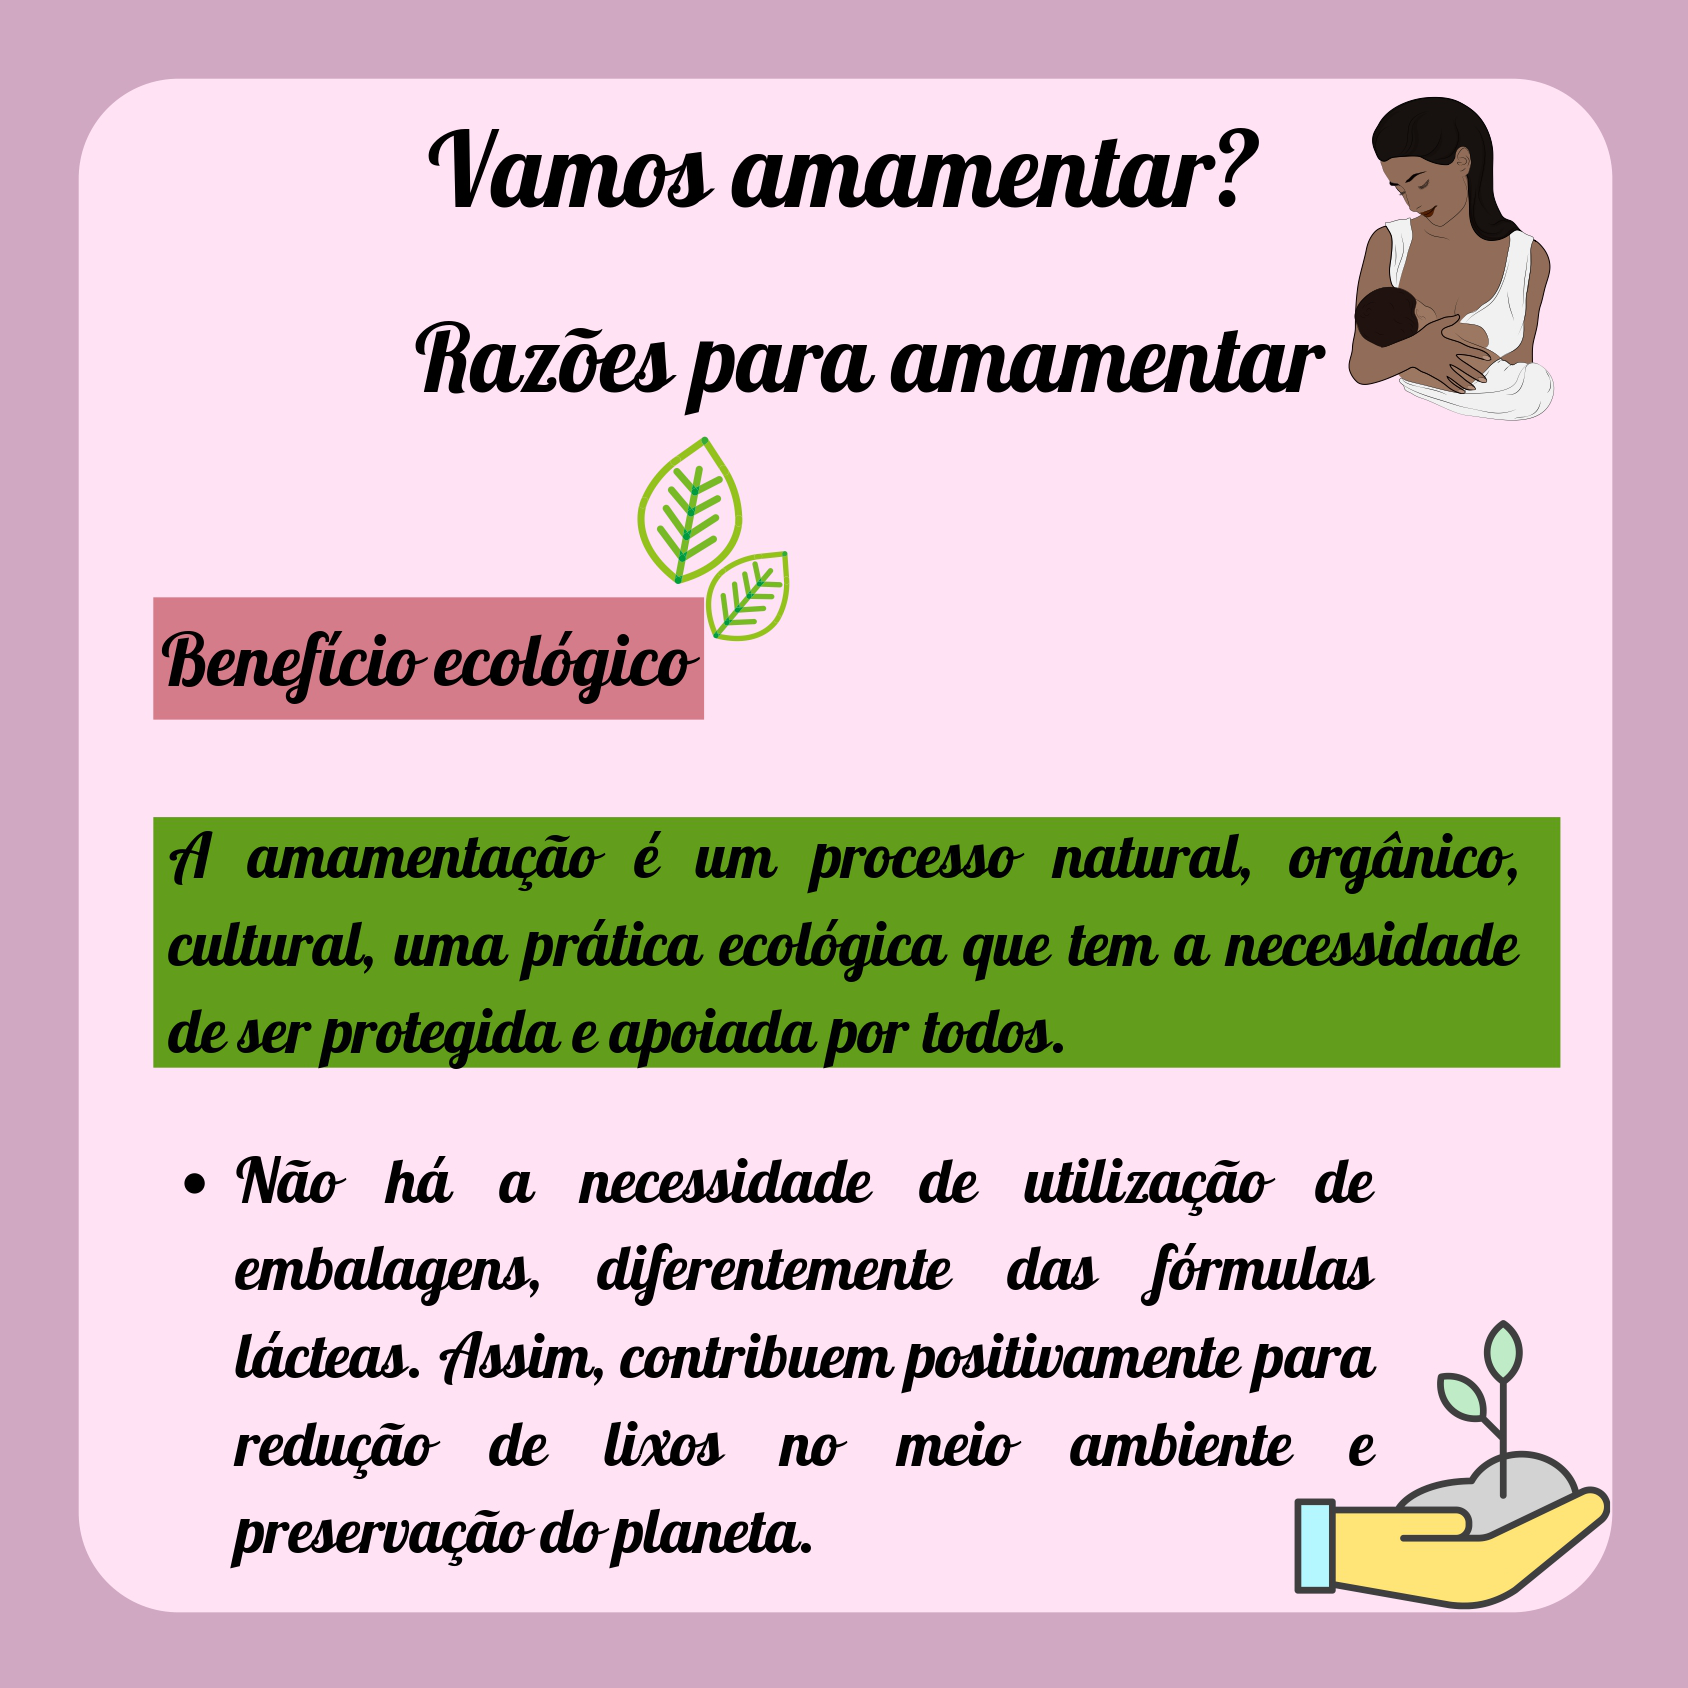 Vamos amamentar?
Razões para amamentar
Benefício ecológico
A amamentação é um processo natural, orgânico,
cultural, uma prática ecológica que tem a necessidade
de ser protegida e apoiada por todos.
• Não há a necessidade de utilização de
embalagens, diferentemente das fórmulas
lácteas. Assim, contribuem positivamente para
redução de lixos no meio ambiente e
preservação do planeta.